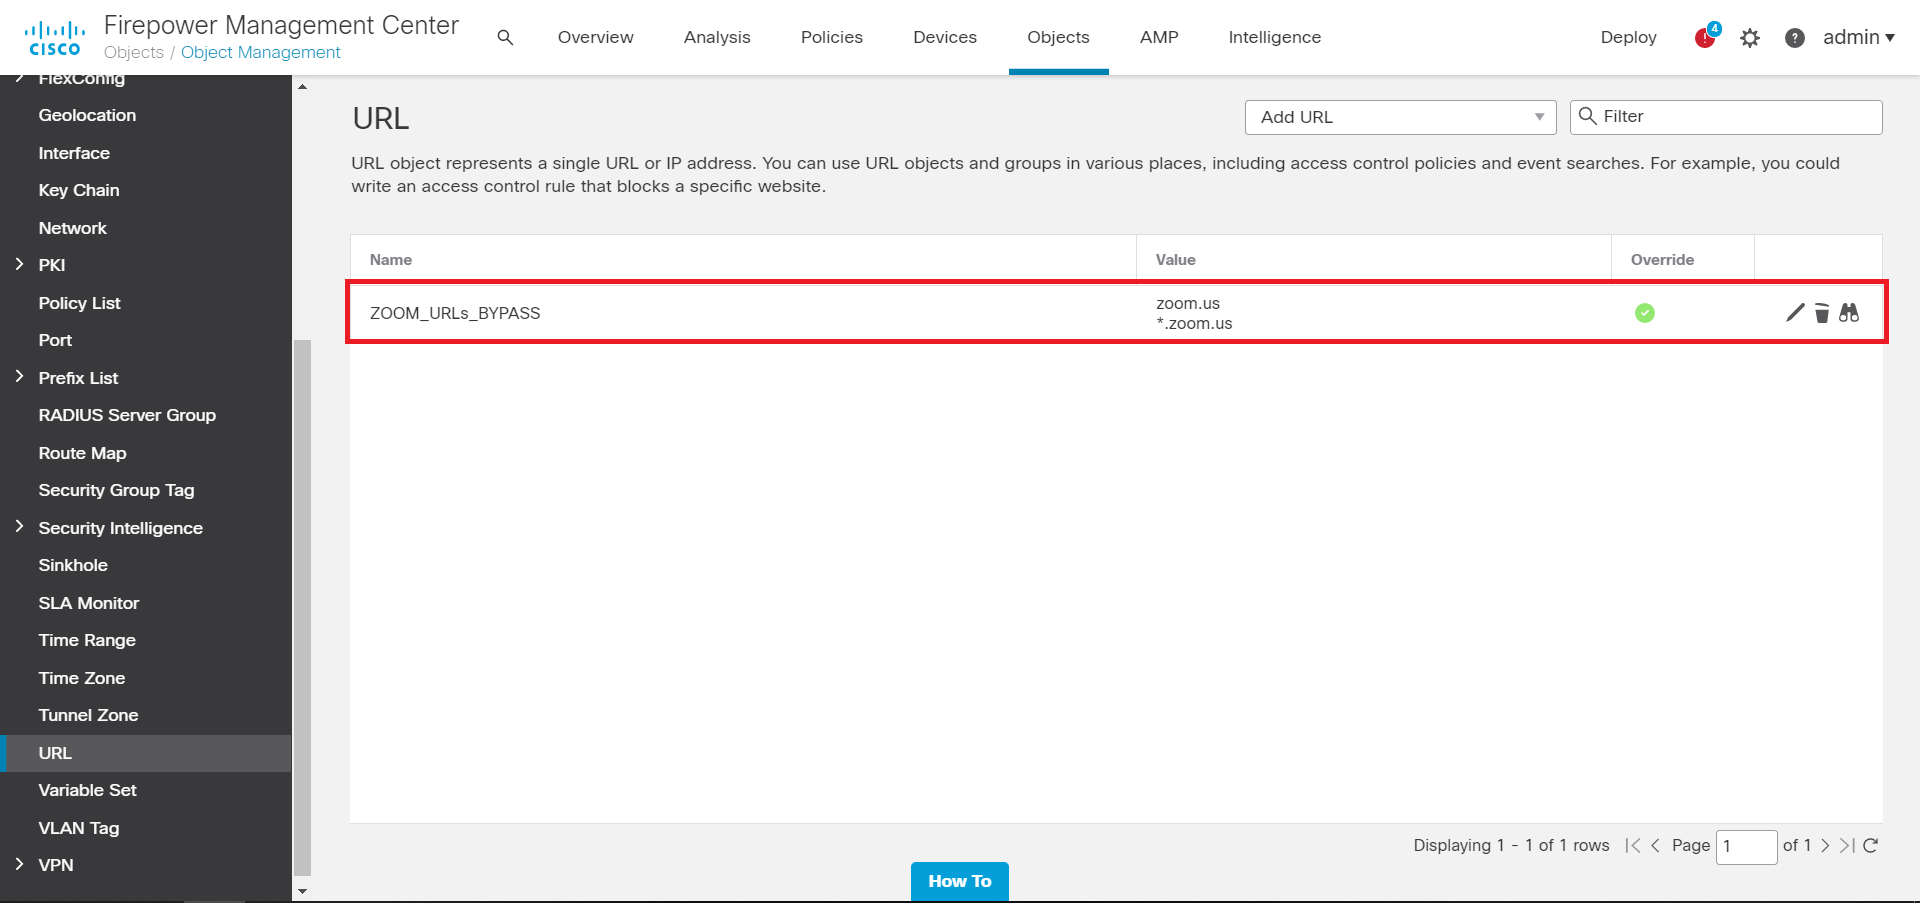 CISCO
Firepower Management Center
Objects / Object Management
Overview
Analysis
Policies
Devices
Objects
AMP
Intelligence
Deploy
4
?
admin ▾
FlexConfig
Geolocation
Interface
Key Chain
Network
PKI
Policy List
Port
Prefix List
RADIUS Server Group
Route Map
Security Group Tag
Security Intelligence
Sinkhole
SLA Monitor
Time Range
Time Zone
Tunnel Zone
URL
Variable Set
VLAN Tag
VPN
URL
Add URL
Filter
URL object represents a single URL or IP address. You can use URL objects and groups in various places, including access control policies and event searches. For example, you could
write an access control rule that blocks a specific website.
Name
Value
Override
ZOOM_URLs_BYPASS
zoom.us
*.zoom.us
Displaying 1 - 1 of 1 rows
Page
1
of 1
How To